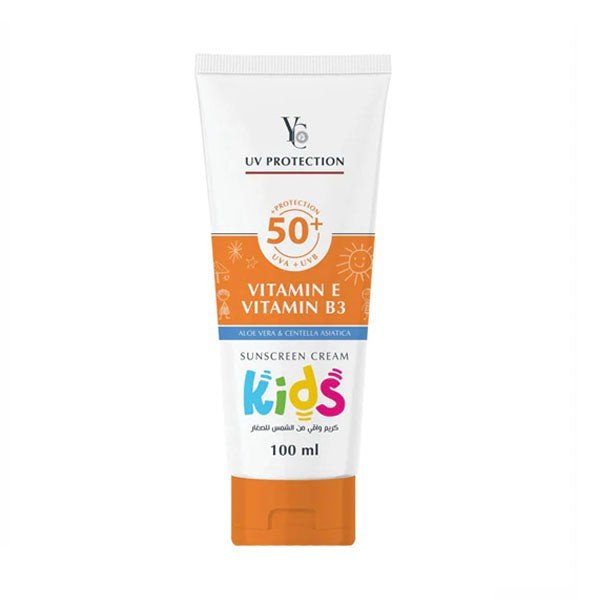 YC
UV PROTECTION
+PROTECTION
50+
UVA + UVB
VITAMIN E
VITAMIN B3
ALOE VERA & CENTELLA ASIATICA
SUNSCREEN CREAM
Kids
كريم واقي من الشمس للصغار
100 ml